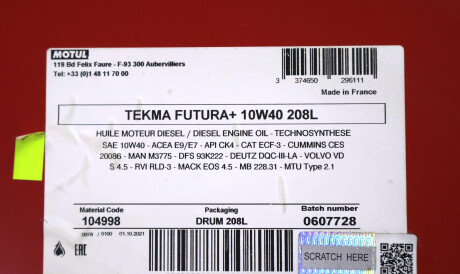 MOTUL
119 Bd Felix Faure - F-93 300 Aubervilliers
Tel: +33 (0)1 48 11 70 00
3 374650 296111
Made in France
TEKMA FUTURA+ 10W40 208L
HUILE MOTEUR DIESEL / DIESEL ENGINE OIL - TECHNOSYNTHESE
SAE 10W40 - ACEA E9/E7 - API CK4 - CAT ECF-3 - CUMMINS CES
20086 - MAN M3775 - DFS 93K222 - DEUTZ DQC-III-LA - VOLVO VD
S 4.5 - RVI RLD-3 - MACK EOS 4.5 - MB 228.31 - MTU Type 2.1
Material Code Packaging Batch number
104998 DRUM 208L 0607728
0078 / 0160 01.10.2021
EAC
SCRATCH HERE